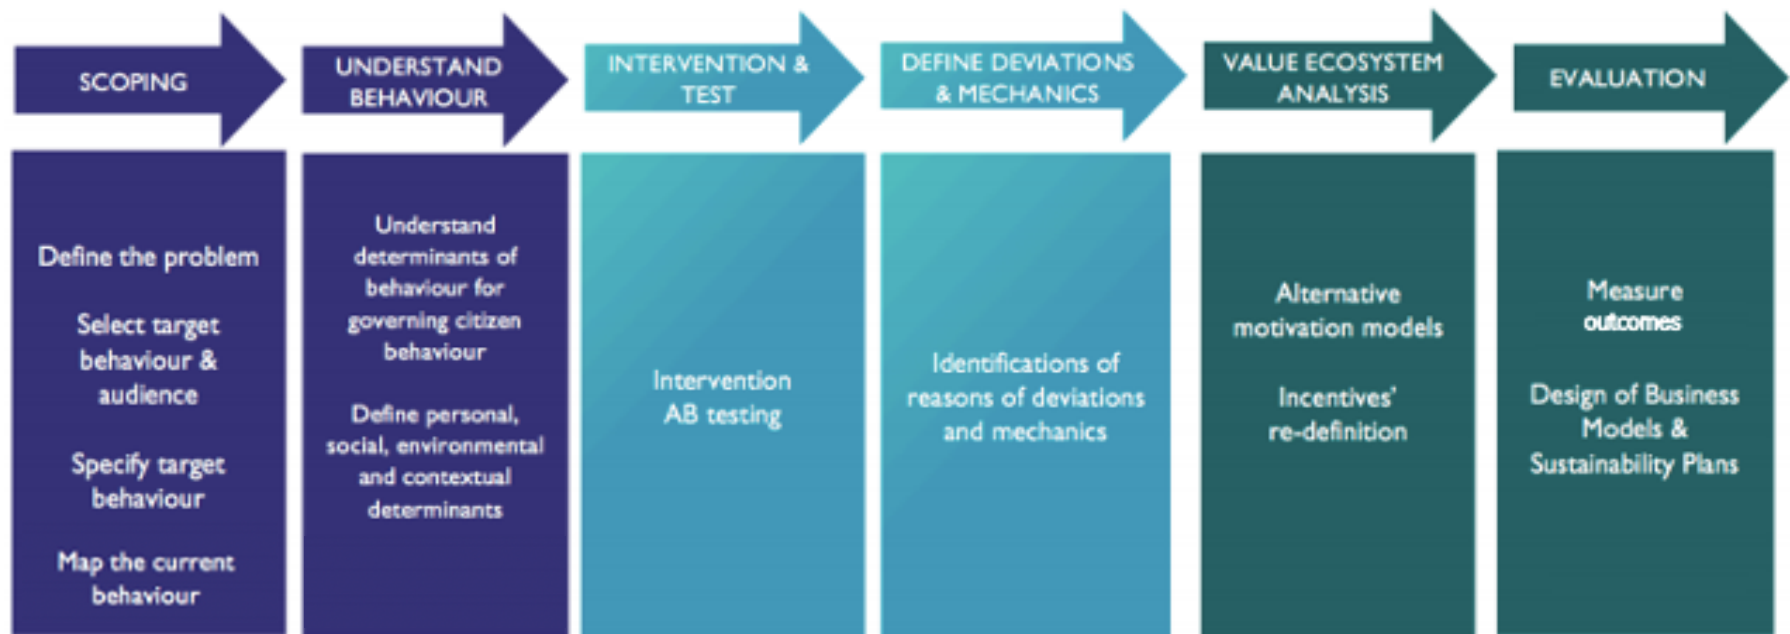 SCOPING
UNDERSTAND
BEHAVIOUR
INTERVENTION &
TEST
DEFINE DEVIATIONS
& MECHANICS
VALUE ECOSYSTEM
ANALYSIS
EVALUATION
Define the problem
Select target
behaviour &
audience
Specify target
behaviour
Map the current
behaviour
Understand
determinants of
behaviour for
governing citizen
behaviour
Define personal,
social, environmental
and contextual
determinants
Intervention
AB testing
Identifications of
reasons of deviations
and mechanics
Alternative
motivation models
Incentives'
re-definition
Measure
outcomes
Design of Business
Models &
Sustainability Plans